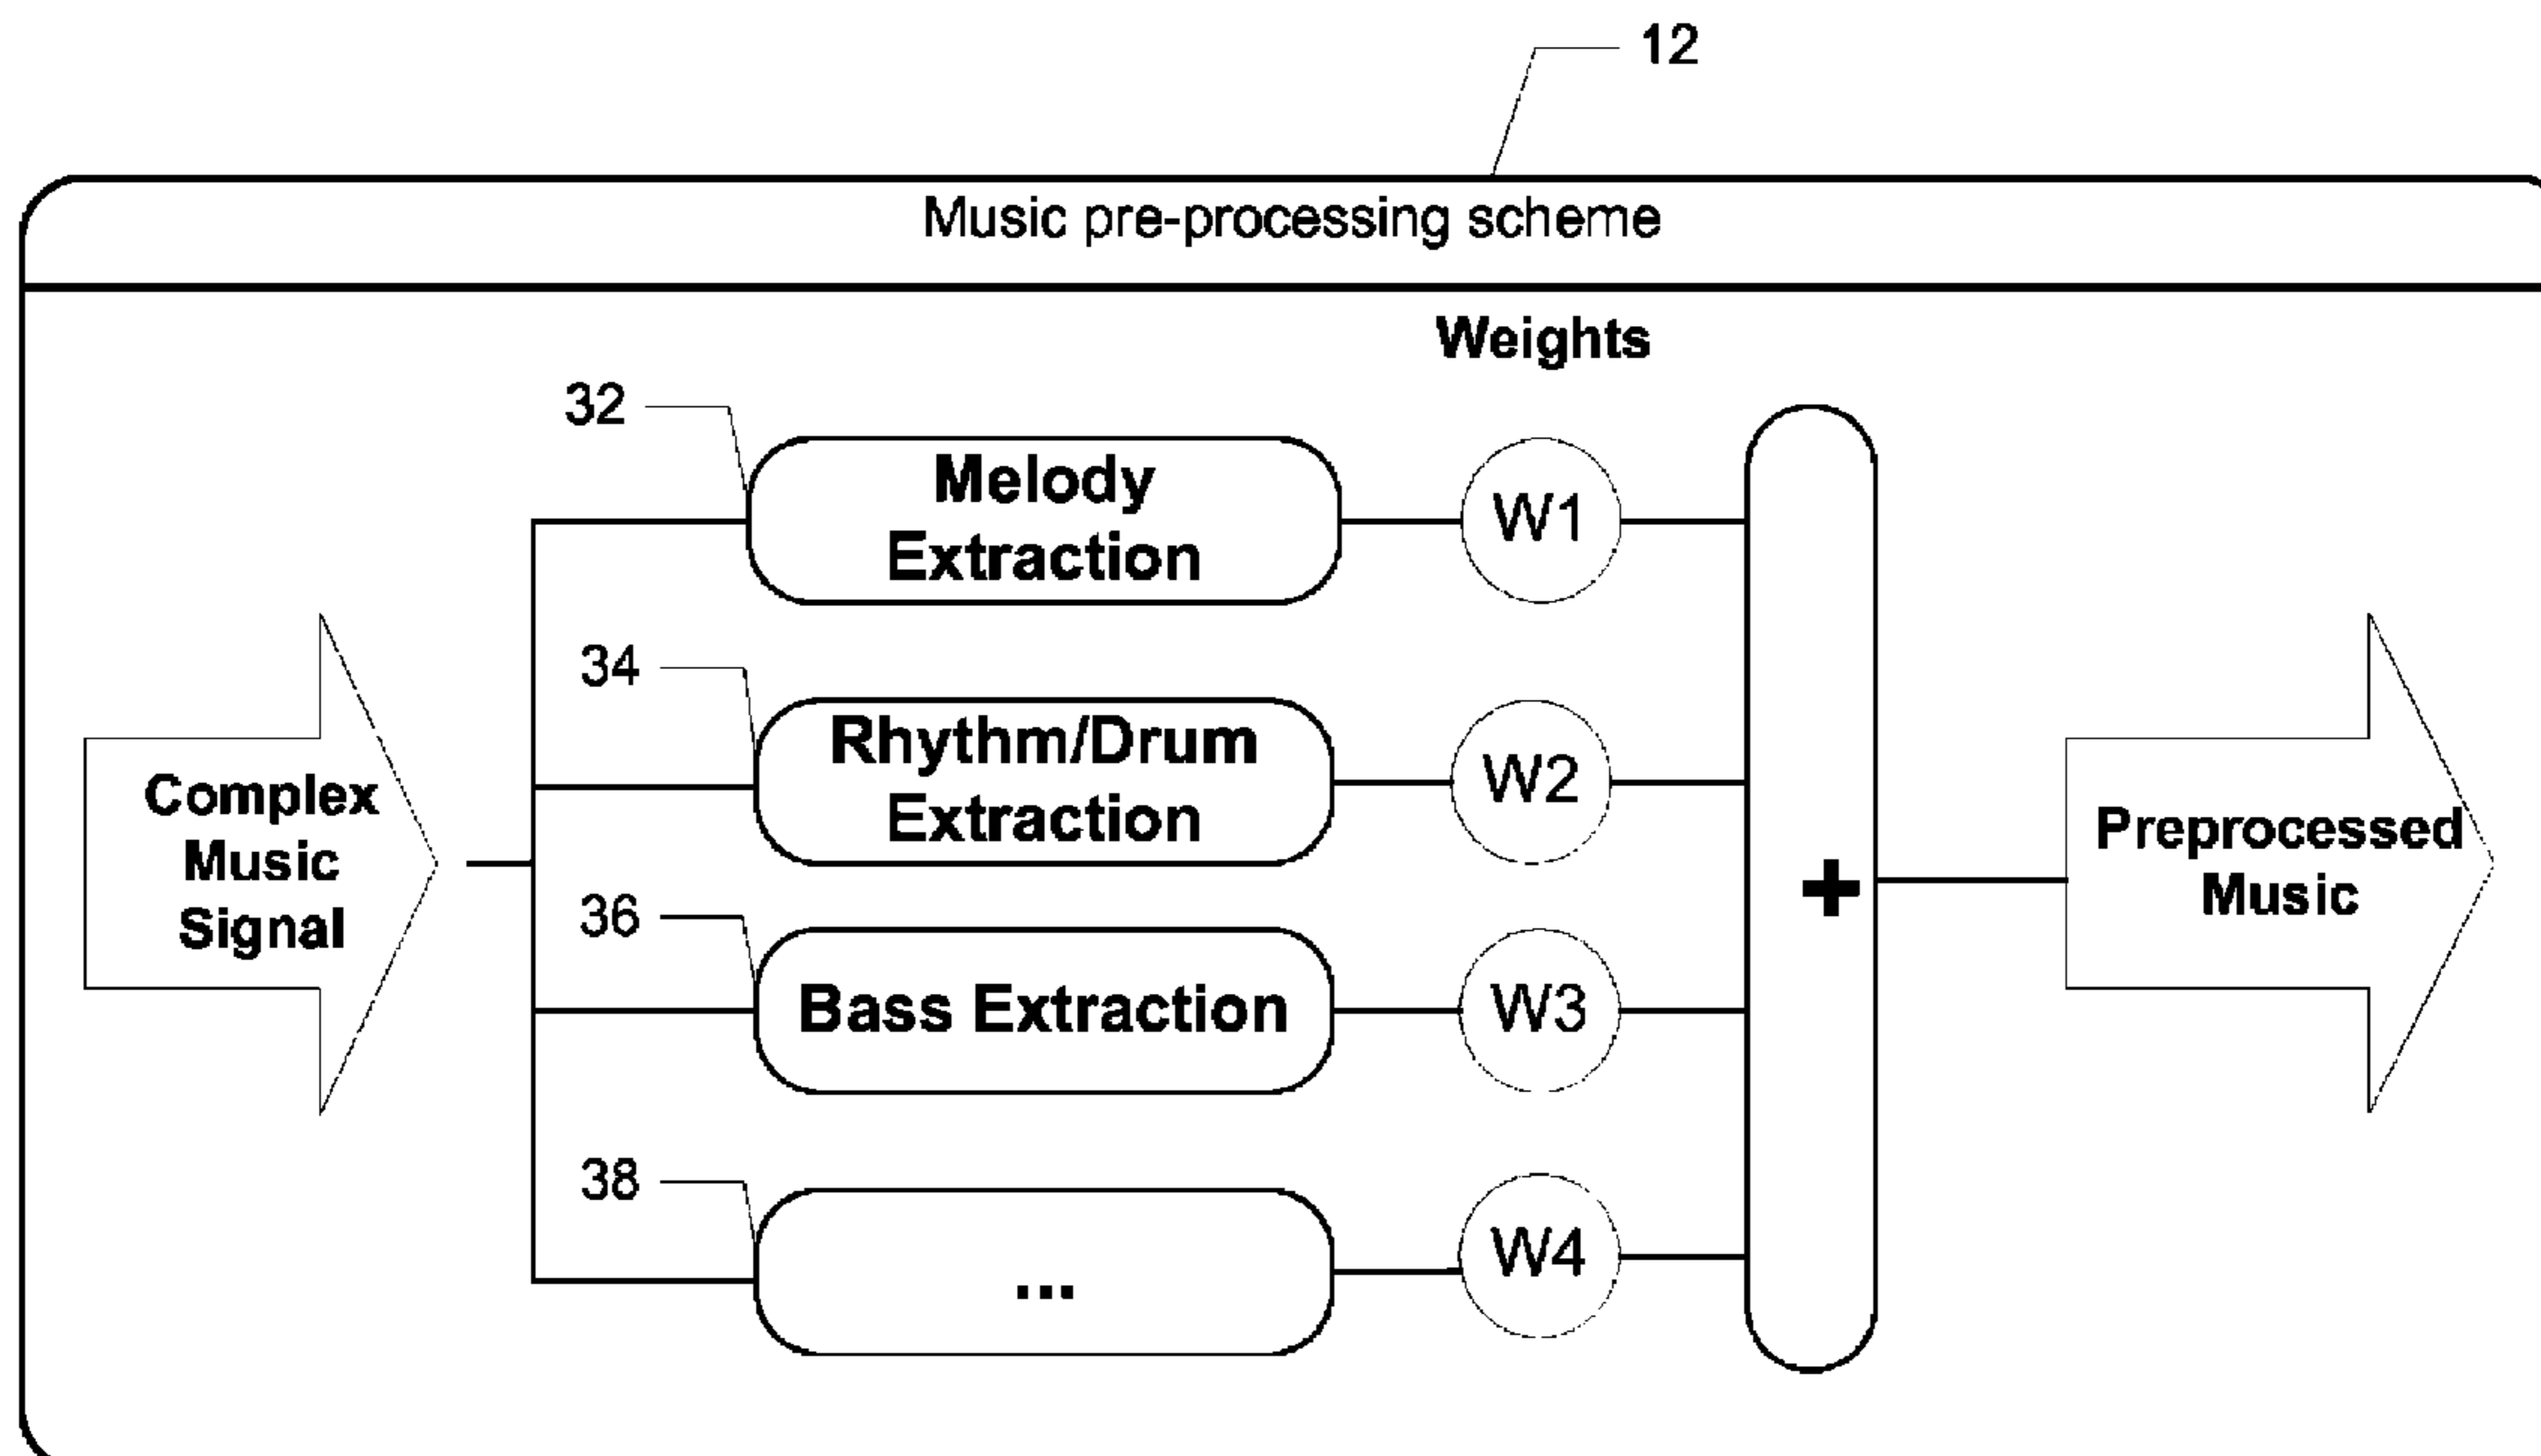 12
Music pre-processing scheme
Weights
32
Melody
Extraction
W1
34
Rhythm/Drum
Extraction
W2
Complex
Music
Signal
36
Bass Extraction
W3
+
Preprocessed
Music
38
...
W4